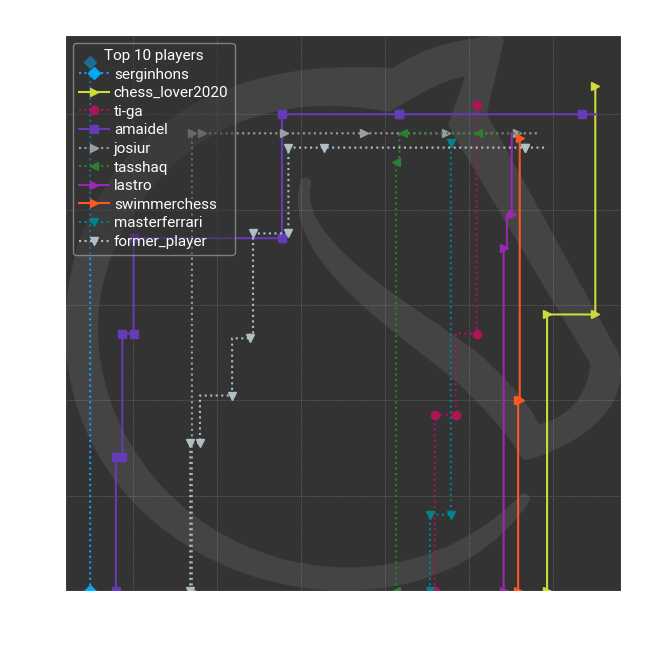 Top 10 players
serginhons
chess_lover2020
ti-ga
amaidel
josiur
tasshaq
lastro
swimmerchess
masterferrari
former_player